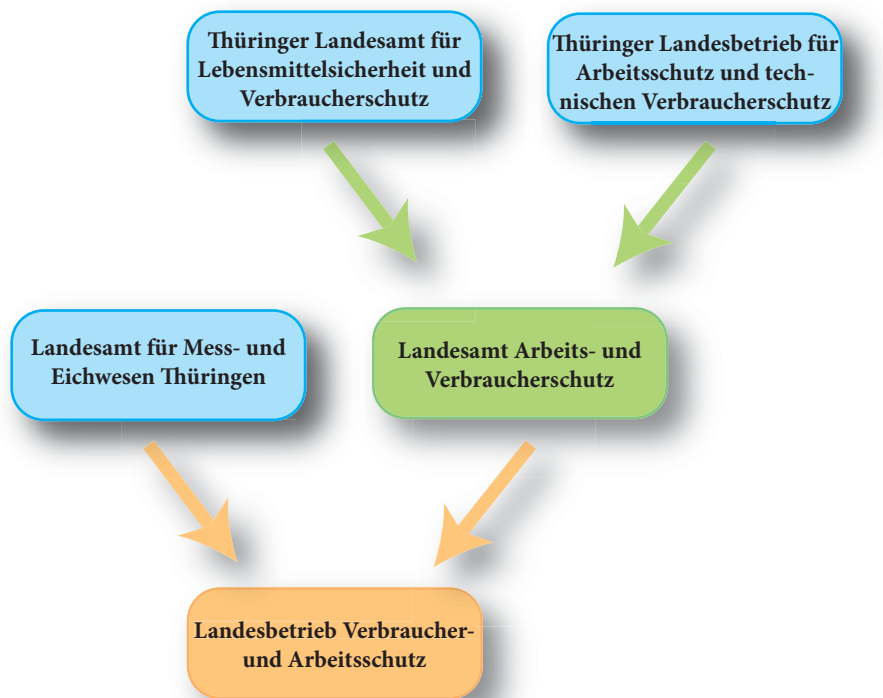 Thüringer Landesamt für
Lebensmittelsicherheit und
Verbraucherschutz
Thüringer Landesbetrieb für
Arbeitsschutz und tech-
nischen Verbraucherschutz
Landesamt für Mess- und
Eichwesen Thüringen
Landesamt Arbeits- und
Verbraucherschutz
Landesbetrieb Verbraucher-
und Arbeitsschutz